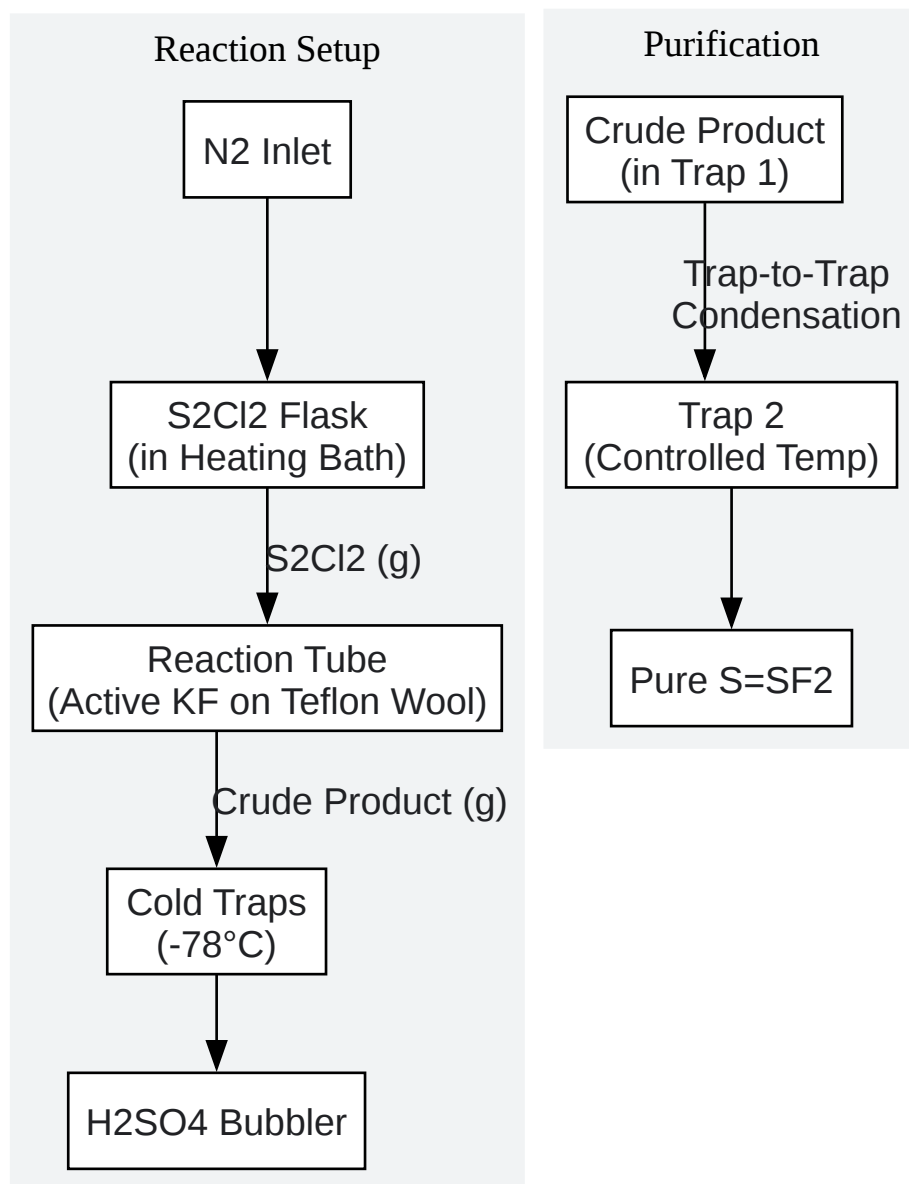 Reaction Setup
N2 Inlet
S2Cl2 Flask
(in Heating Bath)
S2Cl2 (g)
Reaction Tube
(Active KF on Teflon Wool)
Crude Product (g)
Cold Traps
(-78°C)
H2SO4 Bubbler
Purification
Crude Product
(in Trap 1)
Trap-to-Trap
Condensation
Trap 2
(Controlled Temp)
Pure S=SF2